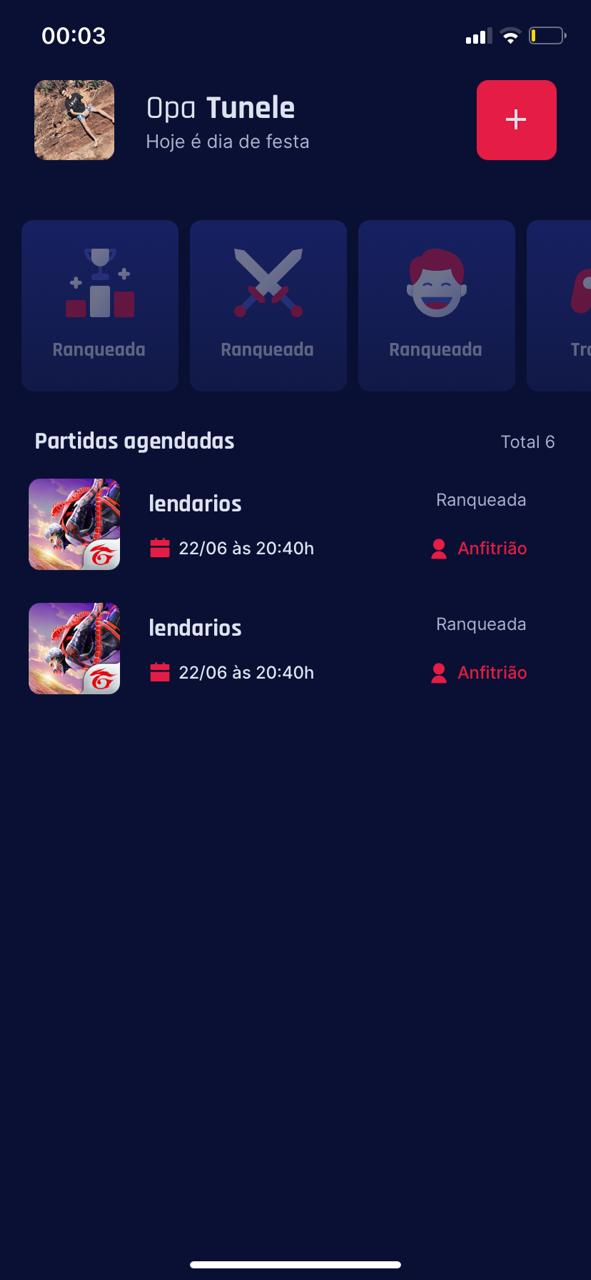 00:03
Opa Tunele
Hoje é dia de festa
+
Ranqueada
Ranqueada
Ranqueada
Tr
Partidas agendadas
Total 6
lendarios
Ranqueada
22/06 às 20:40h
Anfitrião
lendarios
Ranqueada
22/06 às 20:40h
Anfitrião